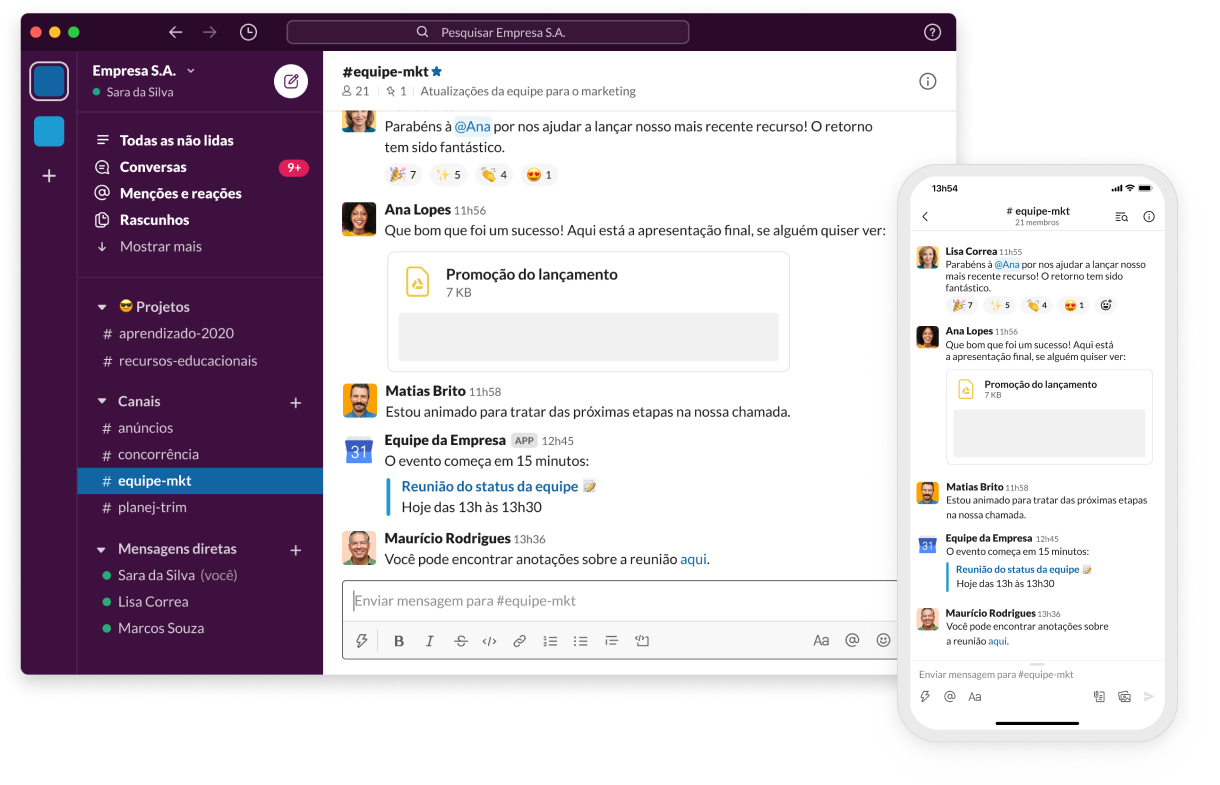 Pesquisar Empresa S.A.
Empresa S.A.
Sara da Silva
Todas as não lidas
Conversas 9+
Menções e reações
Rascunhos
Mostrar mais
Projetos
# aprendizado-2020
# recursos-educacionais
Canais
# anúncios
# concorrência
# equipe-mkt
# planej-trim
Mensagens diretas
Sara da Silva (você)
Lisa Correa
Marcos Souza
#equipe-mkt
21 | 1 | Atualizações da equipe para o marketing
Parabéns à @Ana por nos ajudar a lançar nosso mais recente recurso! O retorno
tem sido fantástico.
7 5 4 1
Ana Lopes 11h56
Que bom que foi um sucesso! Aqui está a apresentação final, se alguém quiser ver:
Promoção do lançamento
7 KB
Matias Brito 11h58
Estou animado para tratar das próximas etapas na nossa chamada.
31
Equipe da Empresa APP 12h45
O evento começa em 15 minutos:
Reunião do status da equipe
Hoje das 13h às 13h30
Maurício Rodrigues 13h36
Você pode encontrar anotações sobre a reunião aqui.
Enviar mensagem para #equipe-mkt
B I S </> Aa @
13h54
# equipe-mkt
21 membros
Lisa Correa 11h55
Parabéns à @Ana por nos ajudar a lançar nosso
mais recente recurso! O retorno tem sido
fantástico.
7 5 4 1
Ana Lopes 11h56
Que bom que foi um sucesso! Aqui está
a apresentação final, se alguém quiser ver:
Promoção do lançamento
7 KB
Matias Brito 11h58
Estou animado para tratar das próximas etapas
na nossa chamada.
31
Equipe da Empresa 12h45
O evento começa em 15 minutos:
Reunião do status da equipe
Hoje das 13h às 13h30
Maurício Rodrigues 13h36
Você pode encontrar anotações sobre
a reunião aqui.
Enviar mensagem para #equipe-mkt
@ Aa